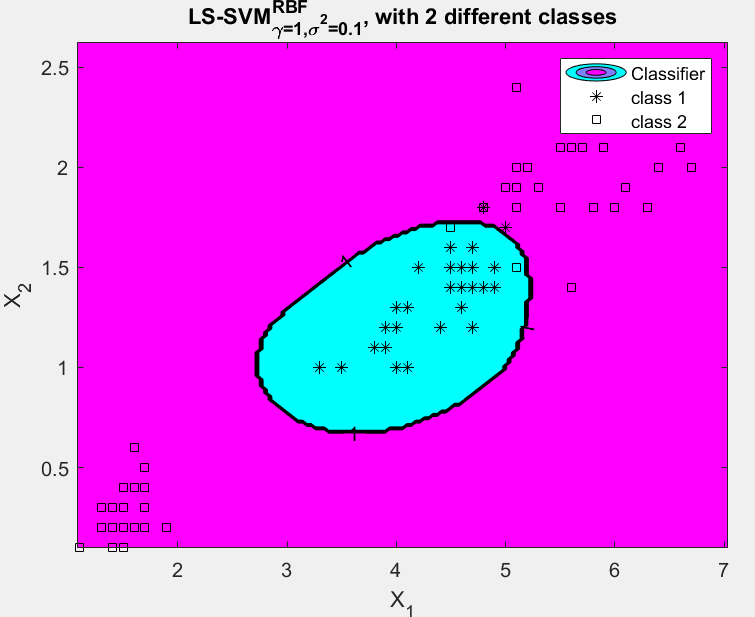 LS-SVM RBF γ=1,σ²=0.1, with 2 different classes
Classifier
class 1
class 2
2.5
2
1.5
1
0.5
X₂
2
3
4
5
6
7
X₁